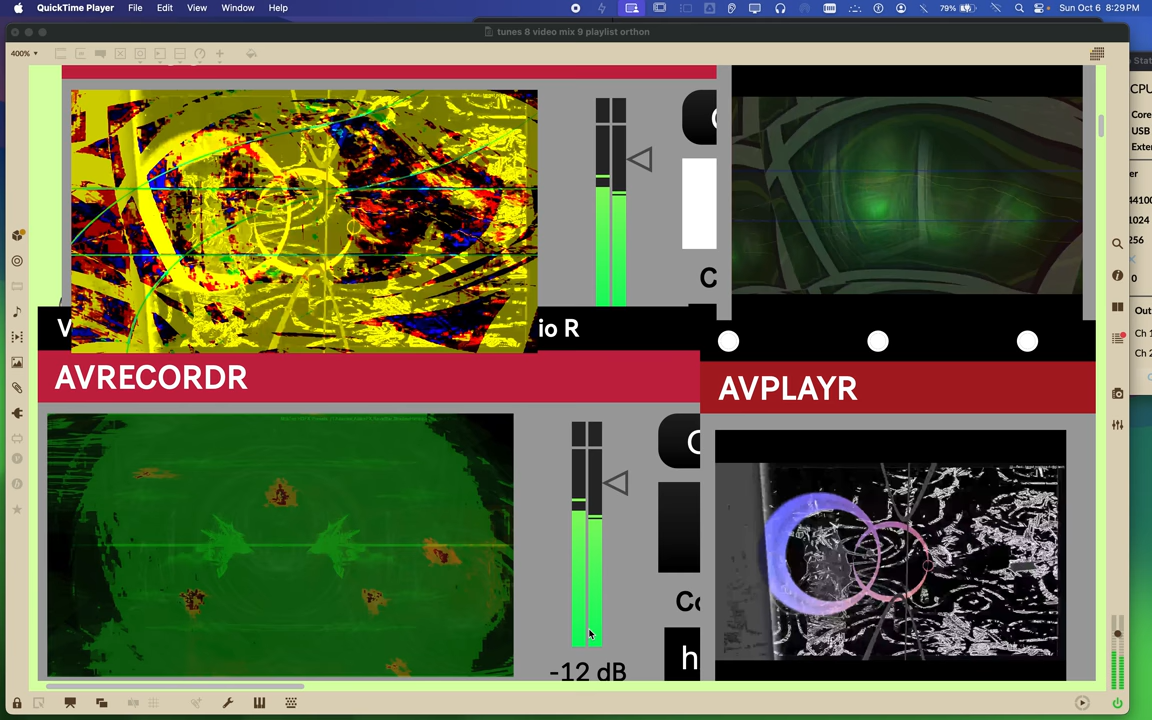 QuickTime Player File Edit View Window Help
79% Sun Oct 6 8:29 PM
tunes 8 video mix 9 playlist orthon
400%
Stat
CPU
Core
USB
Exter
er
44100
1024
256
0
Out
Ch 1
Ch 2
C
C
V io R
AVRECORDR
AVPLAYR
C
Co
h
-12 dB